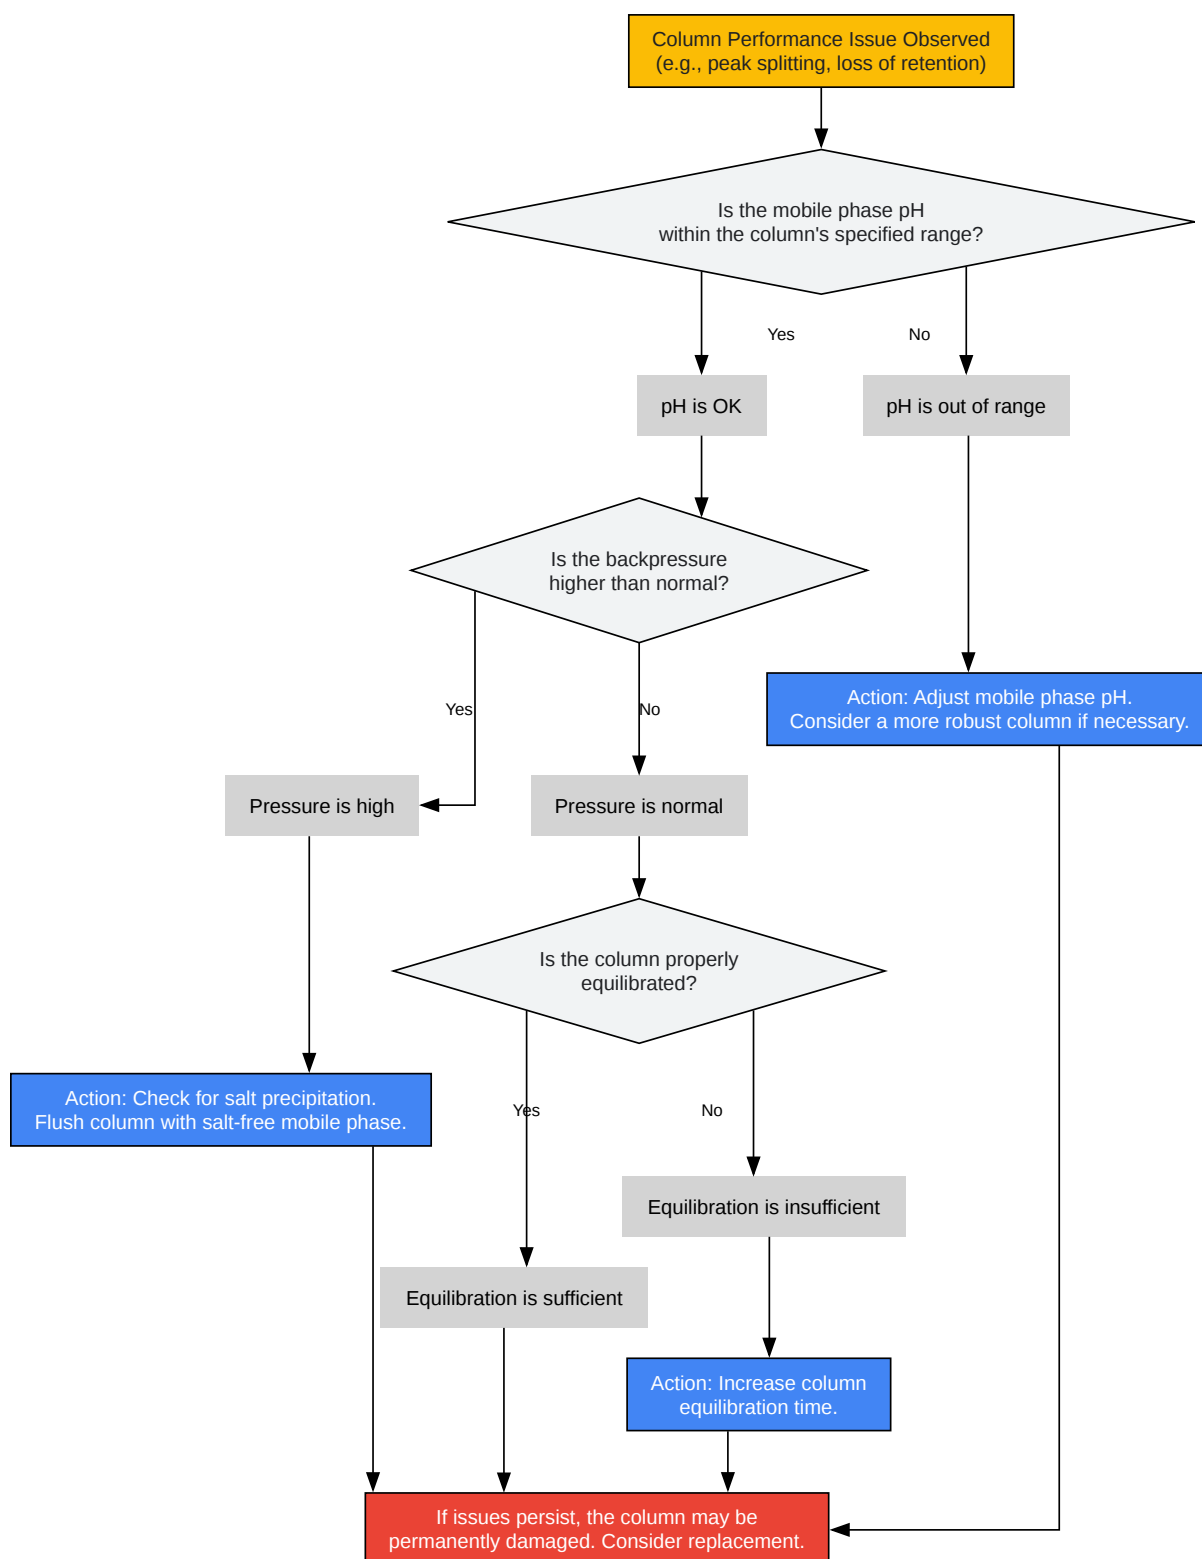 Column Performance Issue Observed
(e.g., peak splitting, loss of retention)
Is the mobile phase pH
within the column's specified range?
Yes
No
pH is OK
pH is out of range
Is the backpressure
higher than normal?
Action: Adjust mobile phase pH.
Consider a more robust column if necessary.
Yes
No
Pressure is high
Pressure is normal
Is the column properly
equilibrated?
Action: Check for salt precipitation.
Flush column with salt-free mobile phase.
Yes
No
Equilibration is insufficient
Equilibration is sufficient
Action: Increase column
equilibration time.
If issues persist, the column may be
permanently damaged. Consider replacement.